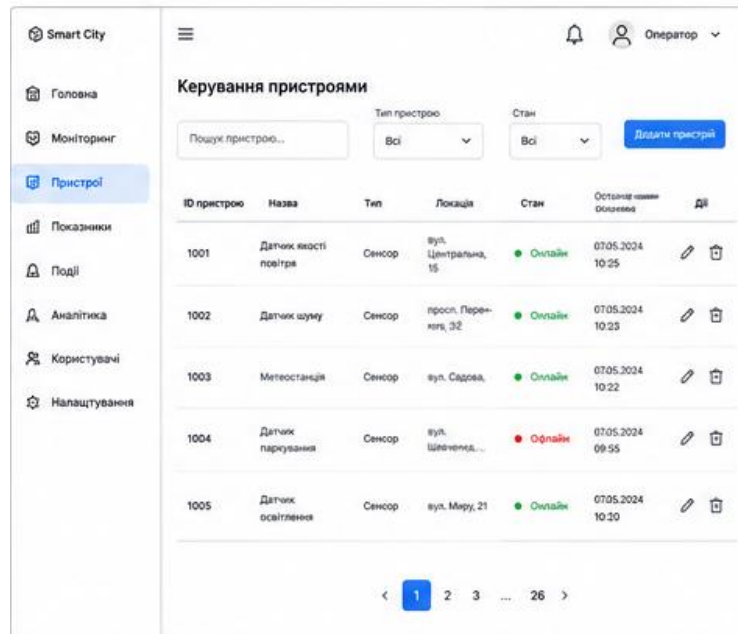 Smart City
Оператор
Головна
Моніторинг
Пристрої
Показники
Події
Аналітика
Користувачі
Налаштування
Керування пристроями
Тип пристрою
Стан
Пошук пристрою...
Всі
Всі
Додати пристрій
ID пристрою Назва Тип Локація Стан Дії
1001 Датчик якості повітря Сенсор вул. Центральна, 15 Онлайн 07.05.2024 10:25
1002 Датчик шуму Сенсор просп. 32 Онлайн 07.05.2024 10:23
1003 Метеостанція Сенсор вул. Садова, Онлайн 07.05.2024 10:22
1004 Датчик паркування Сенсор вул. Офлайн 07.05.2024 09:55
1005 Датчик освітлення Сенсор вул. Миру, 21 Онлайн 07.05.2024 10:20
1 2 3 ... 26